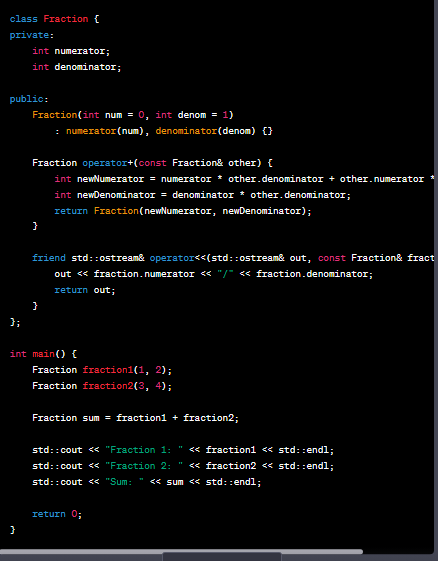 class Fraction {
private:
    int numerator;
    int denominator;

public:
    Fraction(int num = 0, int denom = 1)
        : numerator(num), denominator(denom) {}

    Fraction operator+(const Fraction& other) {
        int newNumerator = numerator * other.denominator + other.numerator *
        int newDenominator = denominator * other.denominator;
        return Fraction(newNumerator, newDenominator);
    }

    friend std::ostream& operator<<(std::ostream& out, const Fraction& fract
        out << fraction.numerator << "/" << fraction.denominator;
        return out;
    }
};

int main() {
    Fraction fraction1(1, 2);
    Fraction fraction2(3, 4);

    Fraction sum = fraction1 + fraction2;

    std::cout << "Fraction 1: " << fraction1 << std::endl;
    std::cout << "Fraction 2: " << fraction2 << std::endl;
    std::cout << "Sum: " << sum << std::endl;

    return 0;
}